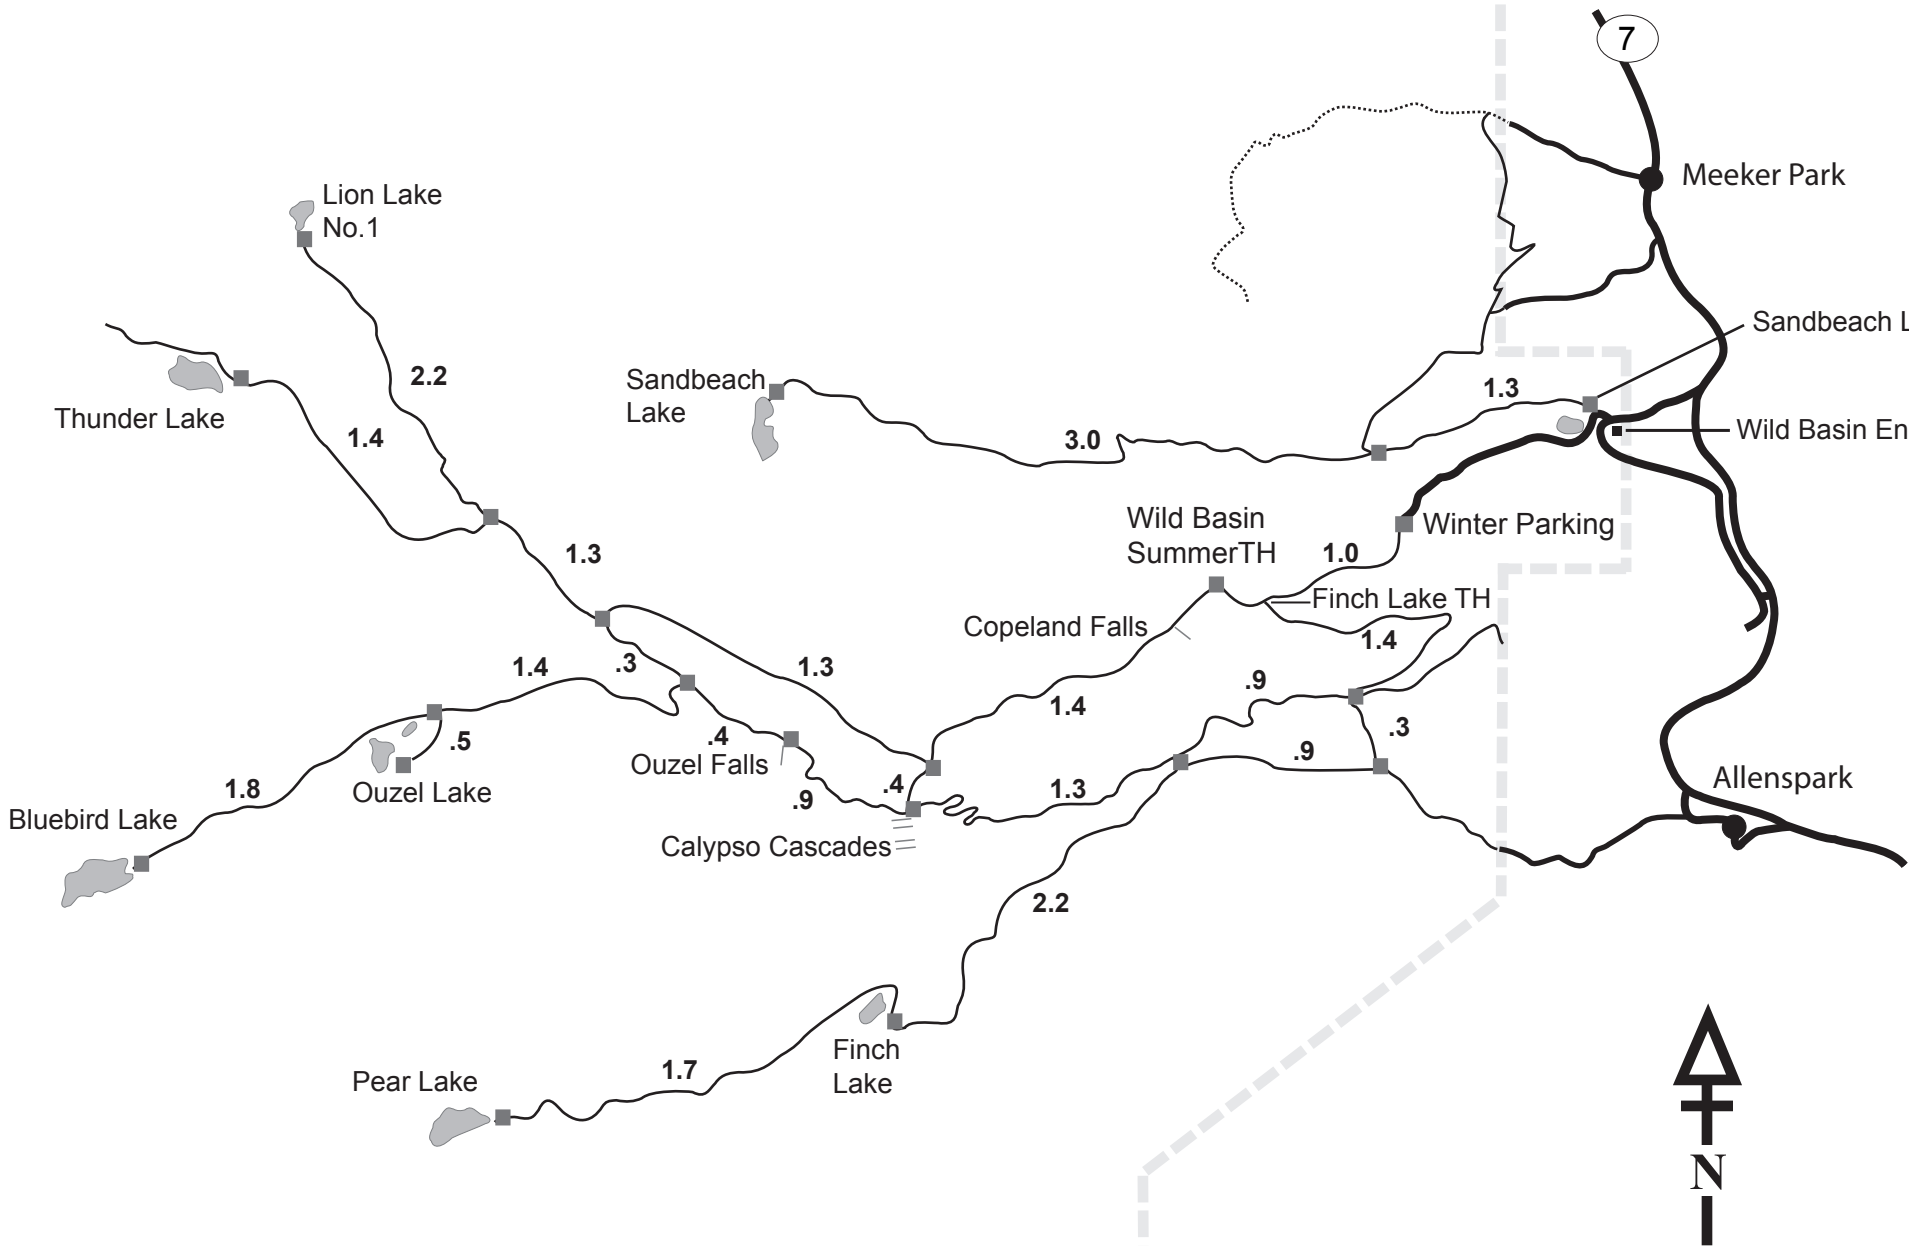 7
Meeker Park
Lion Lake
No.1
2.2
Sandbeach L
Thunder Lake
1.4
Sandbeach
Lake
1.3
3.0
Wild Basin En
Wild Basin
SummerTH
Winter Parking
1.3
1.0
Finch Lake TH
Copeland Falls
1.4
.3
1.4
1.3
.9
1.4
.3
.5
.4
Ouzel Falls
.9
Allenspark
Ouzel Lake
1.8
.9
.4
1.3
Bluebird Lake
Calypso Cascades
2.2
Finch
Lake
1.7
Pear Lake
N